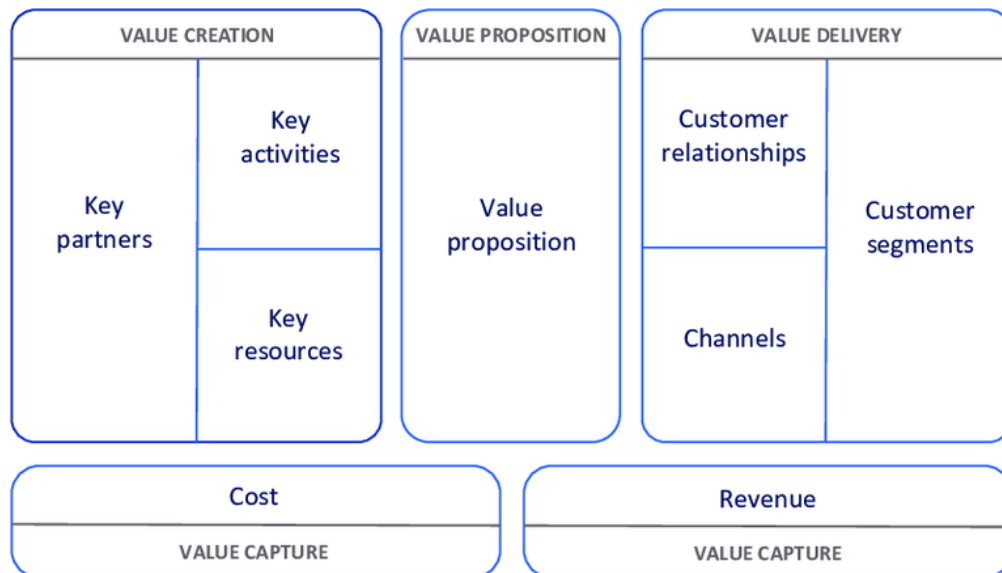 VALUE CREATION
Key
partners
Key
activities
Key
resources
VALUE PROPOSITION
Value
proposition
VALUE DELIVERY
Customer
relationships
Channels
Customer
segments
Cost
VALUE CAPTURE
Revenue
VALUE CAPTURE